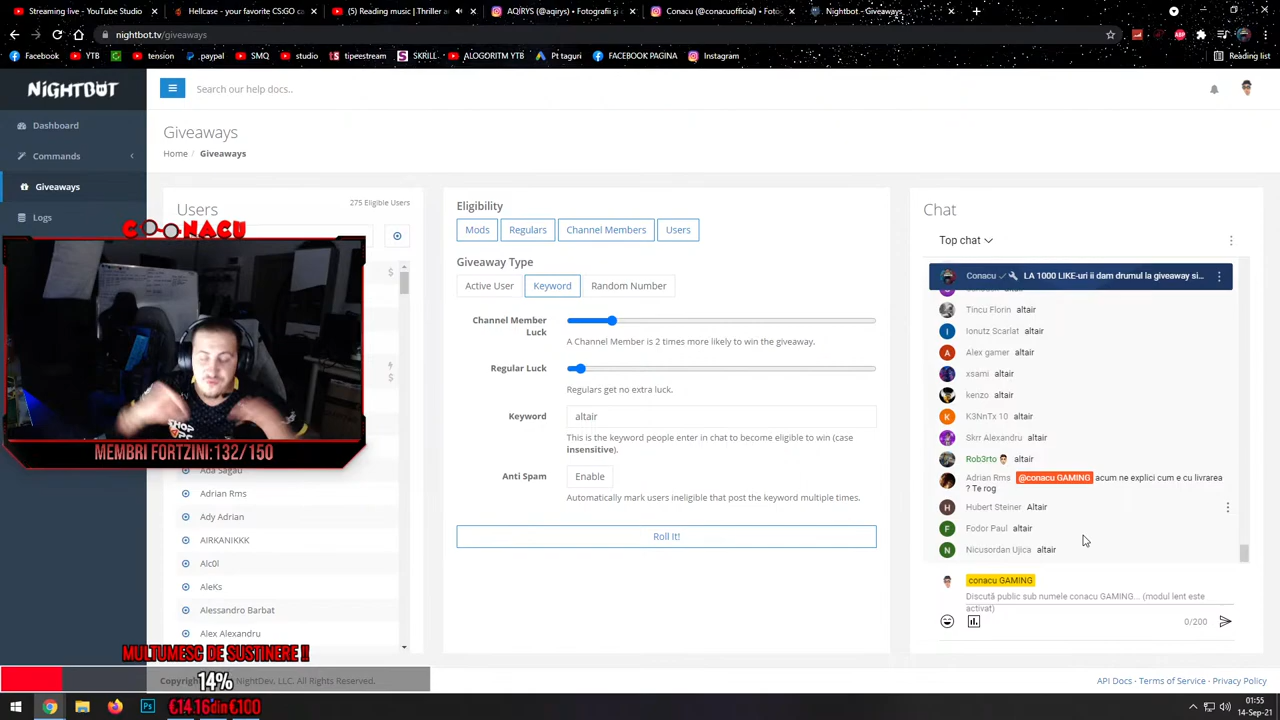 Streaming live - YouTub
Hellcase: Your new CSGO ca
(5) Reading music | Thriller am
AQÍRYS (@aqirys) • Fotografii și
Conacu (@conacuofficial) • Foto
Nightbot - Giveaways
nightbot.tv/giveaways
Facebook
YTB
tension
.paypal
SMQ
studio
tipeestream
SKRILL
ALOGORITM YTB
Pt taguri
FACEBOOK PAGINA
Instagram
Reading list
NIGHTBOT
Search our help docs..
Dashboard
Commands
Giveaways
Logs
Giveaways
Home / Giveaways
Users
275 Eligible Users
COONACU
MEMBRI FORTZINI:132/150
Ada Sagau
Adrian Rms
Ady Adrian
AIRKANIKKK
Alc0l
AleKs
Alessandro Barbat
Alex Alexandru
MULTUMESC DE SUSTINERE !!
14%
€14.16 din €100
Eligibility
Mods
Regulars
Channel Members
Users
Giveaway Type
Active User
Keyword
Random Number
Channel Member Luck
A Channel Member is 2 times more likely to win the giveaway.
Regular Luck
Regulars get no extra luck.
Keyword
altair
This is the keyword people enter in chat to become eligible to win (case
insensitive).
Anti Spam
Enable
Automatically mark users ineligible that post the keyword multiple times.
Roll It!
Chat
Top chat
Conacu LA 1000 LIKE-uri ii dam drumul la giveaway si...
Tincu Florin altair
Ionutz Scarlat altair
Alex gamer altair
xsami altair
kenzo altair
K3NnTx 10 altair
Skrr Alexandru altair
Rob3rto altair
Adrian Rms @conacu GAMING acum ne explici cum e cu livrarea
? Te rog
Hubert Steiner Altair
Fodor Paul altair
Nicusordan Ujica altair
conacu GAMING
Discută public sub numele conacu GAMING... (modul lent este
activat)
0/200
NightDev, LLC. All Rights Reserved.
API Docs · Terms of Service · Privacy Policy
01:55
14-Sep-21